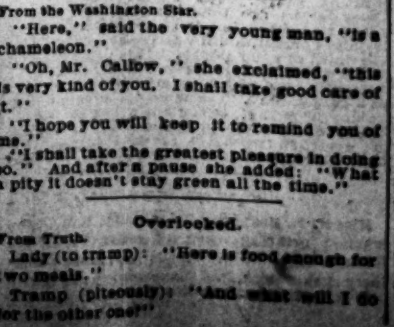 From the Washington Star.
"Here," said the very young man, "is a
chameleon."
"Oh, Mr. Callow," she exclaimed, "this
is very kind of you. I shall take good care of
t."
"I hope you will keep it to remind you of
me."
"I shall take the greatest pleasure in doing
so." And after a pause she added: "What
a pity it doesn't stay green all the time."
Overlooked.
From Truth.
Lady (to tramp): "Here is food enough for
two meals."
Tramp (piteously): "And what will I do
for the other one?"